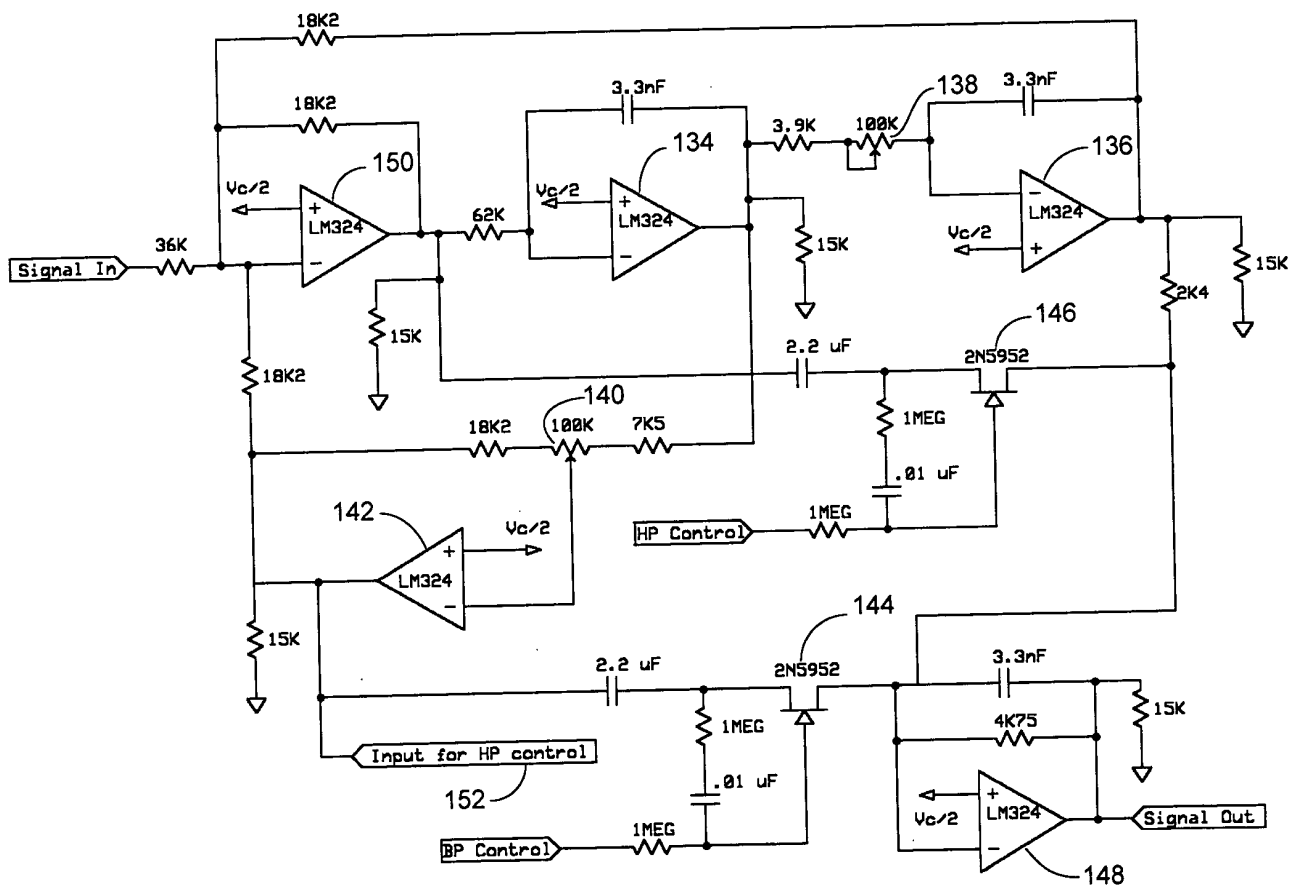 18K2
18K2
3.3nF
138
3.3nF
3.9K
100K
150
134
136
Vc/2
+
LM324
-
Vc/2
+
LM324
-
-
LM324
+
Vc/2
62K
36K
Signal In
15K
15K
15K
2K4
146
2N5952
2.2 uF
18K2
15K
140
18K2
100K
7K5
1MEG
.01 uF
142
Vc/2
+
LM324
-
HP Control
1MEG
144
15K
2.2 uF
2N5952
3.3nF
1MEG
4K75
15K
Input for HP control
152
.01 uF
+
LM324
-
Vc/2
Signal Out
1MEG
BP Control
148